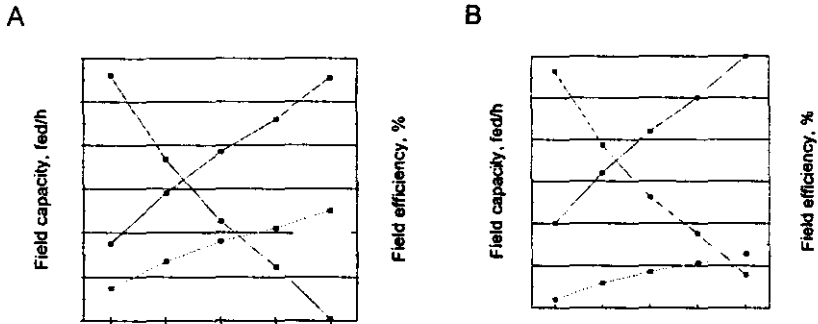 A
B
Field capacity, fed/h
Field efficiency, %
Field capacity, fed/h
Field efficiency, %